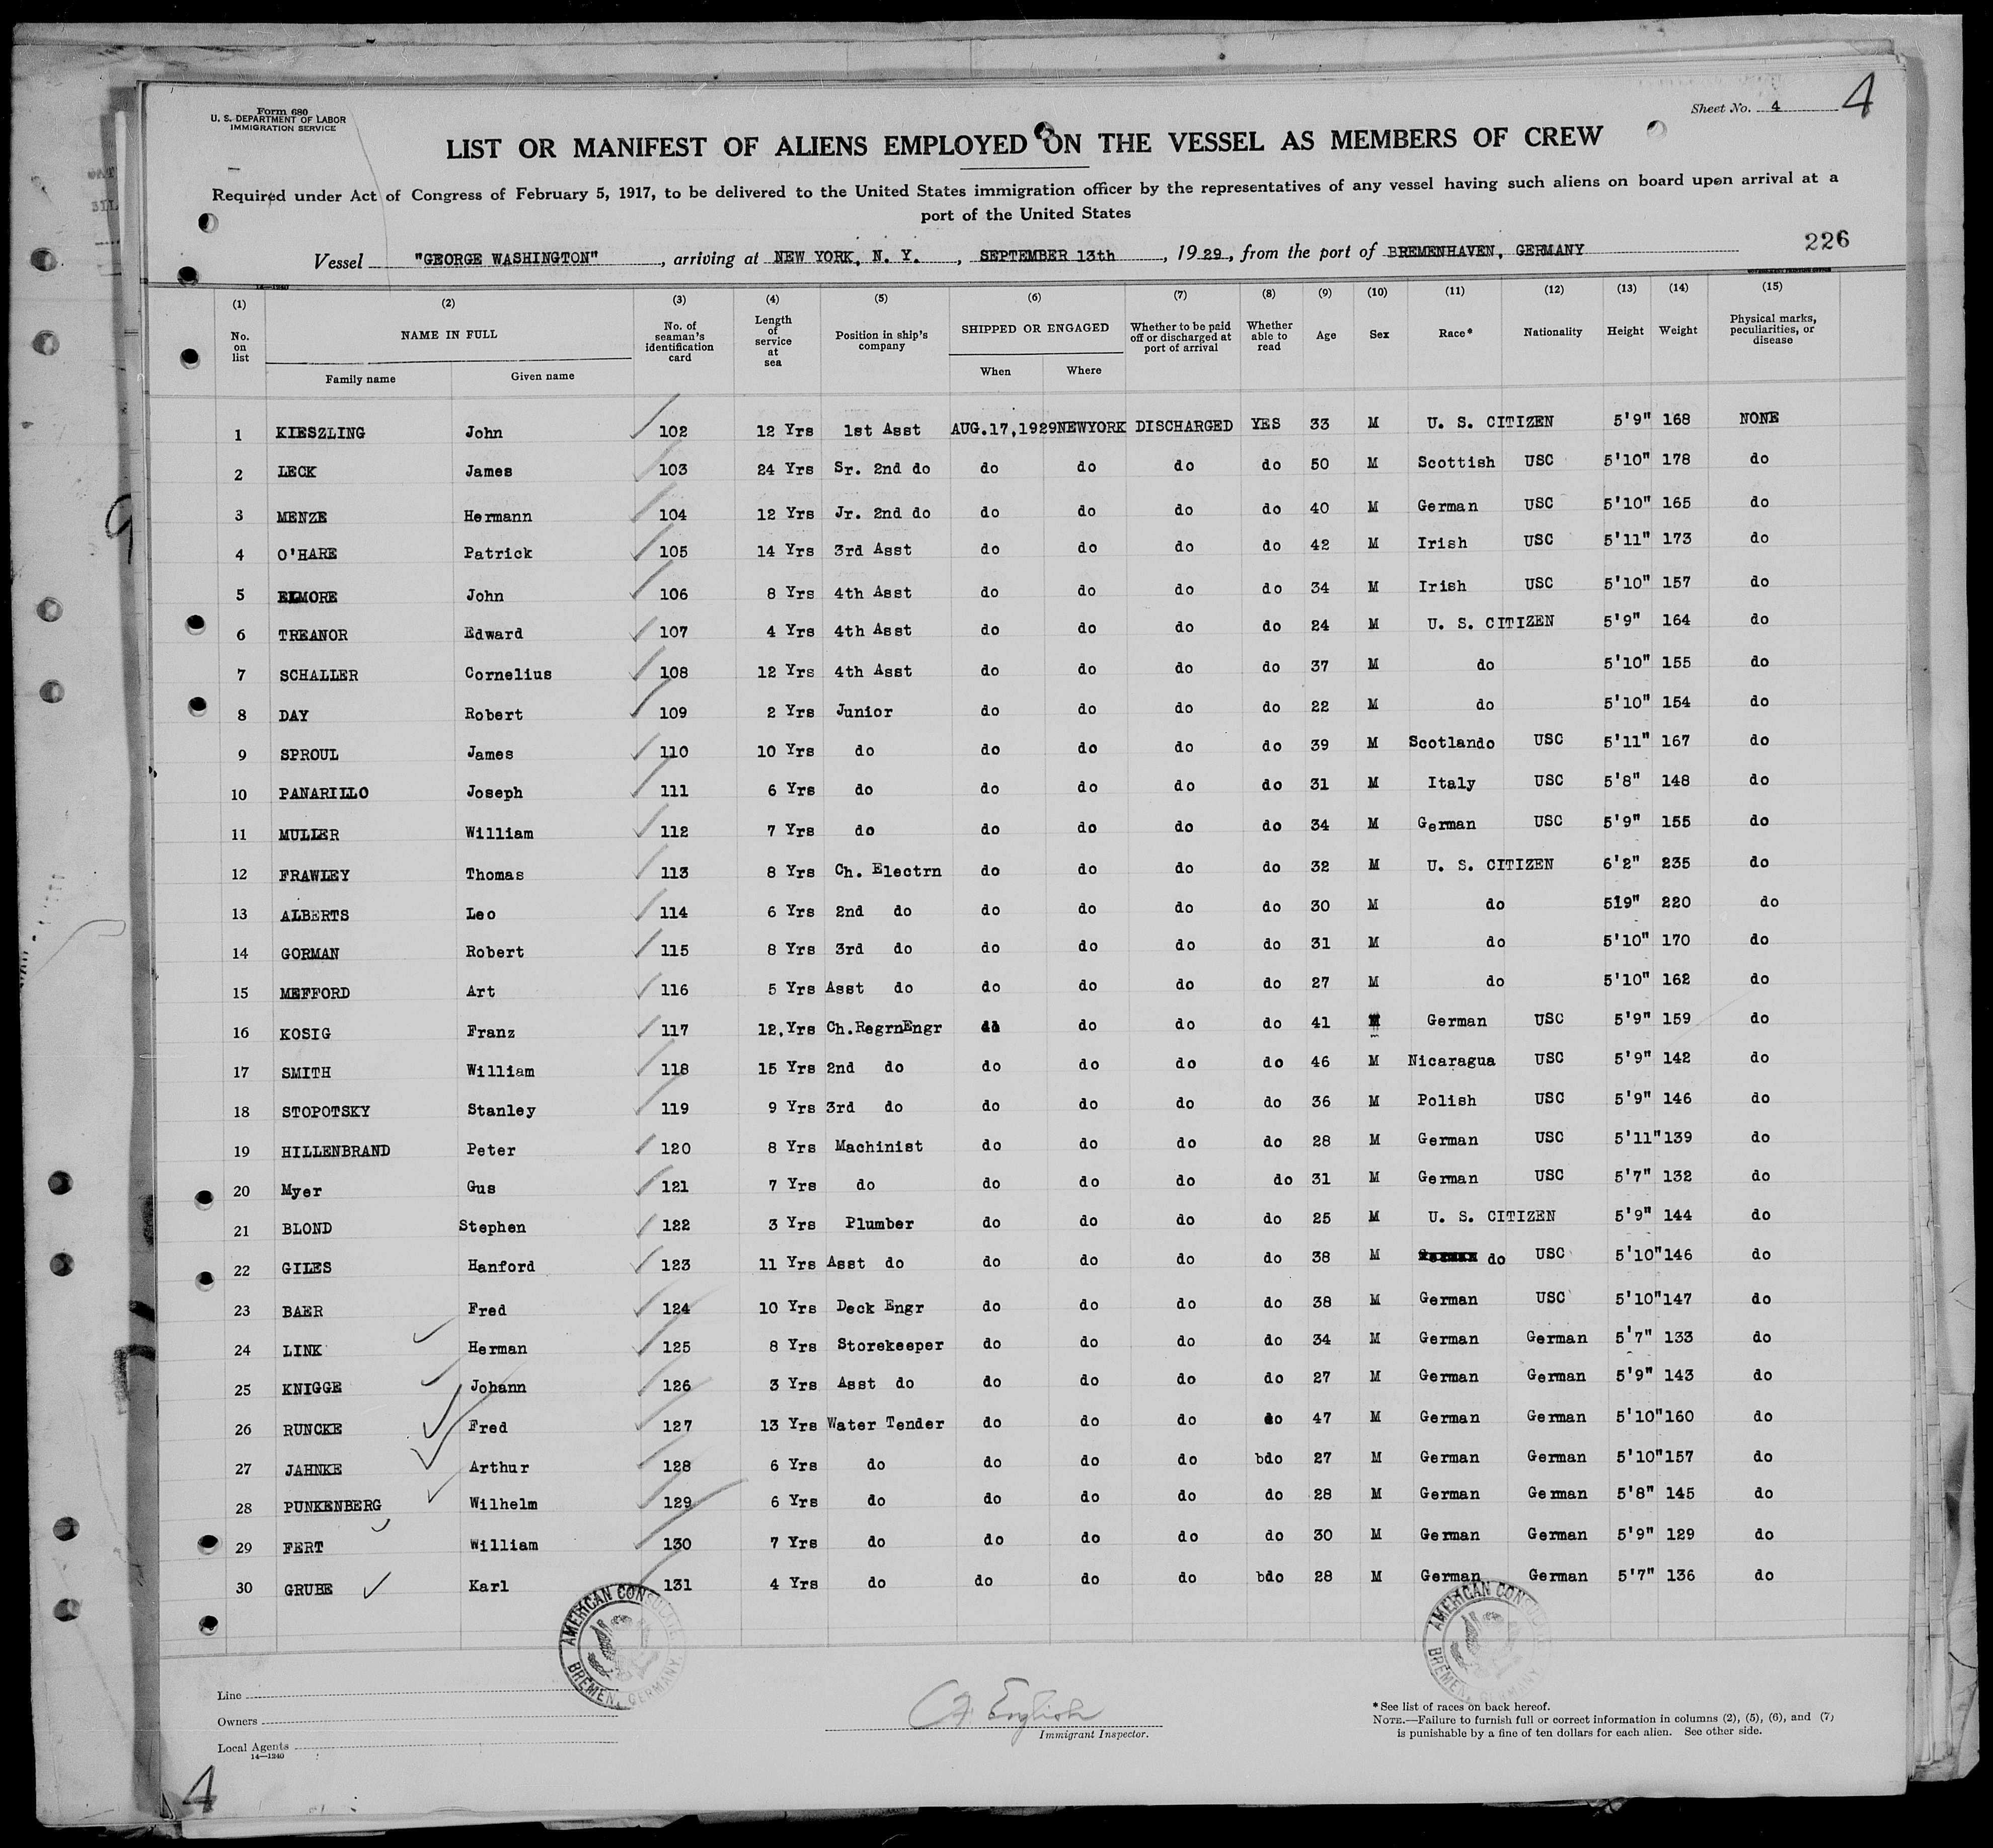 Form 680
U. S. DEPARTMENT OF LABOR
IMMIGRATION SERVICE
Sheet No. 4
4
LIST OR MANIFEST OF ALIENS EMPLOYED ON THE VESSEL AS MEMBERS OF CREW
Required under Act of Congress of February 5, 1917, to be delivered to the United States immigration officer by the representatives of any vessel having such aliens on board upon arrival at a
port of the United States
Vessel "GEORGE WASHINGTON", arriving at NEW YORK, N. Y., SEPTEMBER 13th, 1929, from the port of BREMENHAVEN, GERMANY
226
14—1240
GOVERNMENT PRINTING OFFICE
(1) (2) (3) (4) (5) (6) (7) (8) (9) (10) (11) (12) (13) (14) (15)
No. on list NAME IN FULL No. of seaman's identification card Length of service at sea Position in ship's company SHIPPED OR ENGAGED Whether to be paid off or discharged at port of arrival Whether able to read Age Sex Race* Nationality Height Weight Physical marks, peculiarities, or disease
Family name Given name When Where
1 KIESZLING John 102 12 Yrs 1st Asst AUG.17,1929 NEWYORK DISCHARGED YES 33 M U. S. CITIZEN 5'9" 168 NONE
2 LECK James 103 24 Yrs Sr. 2nd do do do do do 50 M Scottish USC 5'10" 178 do
3 MENZE Hermann 104 12 Yrs Jr. 2nd do do do do do 40 M German USC 5'10" 165 do
4 O'HARE Patrick 105 14 Yrs 3rd Asst do do do do 42 M Irish USC 5'11" 173 do
5 ELMORE John 106 8 Yrs 4th Asst do do do do 34 M Irish USC 5'10" 157 do
6 TREANOR Edward 107 4 Yrs 4th Asst do do do do 24 M U. S. CITIZEN 5'9" 164 do
7 SCHALLER Cornelius 108 12 Yrs 4th Asst do do do do 37 M do 5'10" 155 do
8 DAY Robert 109 2 Yrs Junior do do do do 22 M do 5'10" 154 do
9 SPROUL James 110 10 Yrs do do do do do 39 M Scotlando USC 5'11" 167 do
10 PANARILLO Joseph 111 6 Yrs do do do do do 31 M Italy USC 5'8" 148 do
11 MULLER William 112 7 Yrs do do do do do 34 M German USC 5'9" 155 do
12 FRAWLEY Thomas 113 8 Yrs Ch. Electrn do do do do 32 M U. S. CITIZEN 6'2" 235 do
13 ALBERTS Leo 114 6 Yrs 2nd do do do do do 30 M do 519" 220 do
14 GORMAN Robert 115 8 Yrs 3rd do do do do do 31 M do 5'10" 170 do
15 MEFFORD Art 116 5 Yrs Asst do do do do do 27 M do 5'10" 162 do
16 KOSIG Franz 117 12,Yrs Ch.RegrnEngr do do do do 41 M German USC 5'9" 159 do
17 SMITH William 118 15 Yrs 2nd do do do do do 46 M Nicaragua USC 5'9" 142 do
18 STOPOTSKY Stanley 119 9 Yrs 3rd do do do do do 36 M Polish USC 5'9" 146 do
19 HILLENBRAND Peter 120 8 Yrs Machinist do do do do 28 M German USC 5'11" 139 do
20 Myer Gus 121 7 Yrs do do do do do 31 M German USC 5'7" 132 do
21 BLOND Stephen 122 3 Yrs Plumber do do do do 25 M U. S. CITIZEN 5'9" 144 do
22 GILES Hanford 123 11 Yrs Asst do do do do do 38 M do USC 5'10" 146 do
23 BAER Fred 124 10 Yrs Deck Engr do do do do 38 M German USC 5'10" 147 do
24 LINK Herman 125 8 Yrs Storekeeper do do do do 34 M German German 5'7" 133 do
25 KNIGGE Johann 126 3 Yrs Asst do do do do do 27 M German German 5'9" 143 do
26 RUNCKE Fred 127 13 Yrs Water Tender do do do do 47 M German German 5'10" 160 do
27 JAHNKE Arthur 128 6 Yrs do do do do bdo 27 M German German 5'10" 157 do
28 PUNKENBERG Wilhelm 129 6 Yrs do do do do do 28 M German German 5'8" 145 do
29 FERT William 130 7 Yrs do do do do do 30 M German German 5'9" 129 do
30 GRUBE Karl 131 4 Yrs do do do do bdo 28 M German German 5'7" 136 do
AMERICAN CONSULATE BREMEN, GERMANY.
AMERICAN CONSULATE BREMEN, GERMANY.
Line
Owners
Local Agents
14—1240
English
Immigrant Inspector.
*See list of races on back hereof.
NOTE.—Failure to furnish full or correct information in columns (2), (5), (6), and (7)
is punishable by a fine of ten dollars for each alien. See other side.
4